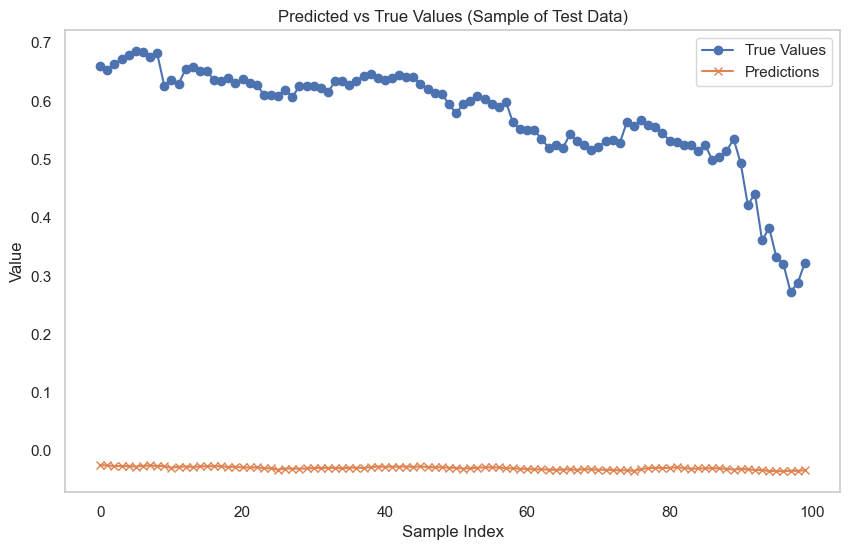 Predicted vs True Values (Sample of Test Data)
True Values
Predictions
0.7
0.6
0.5
0.4
0.3
0.2
0.1
0.0
Value
0 20 40 60 80 100
Sample Index